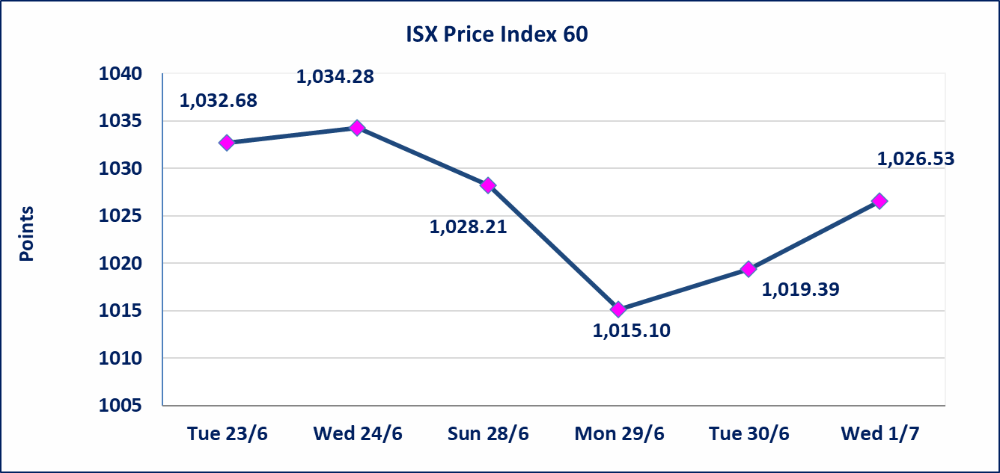 ISX Price Index 60
Points
1040
1035
1030
1025
1020
1015
1010
1005
1,032.68
1,034.28
1,028.21
1,015.10
1,019.39
1,026.53
Tue 23/6
Wed 24/6
Sun 28/6
Mon 29/6
Tue 30/6
Wed 1/7